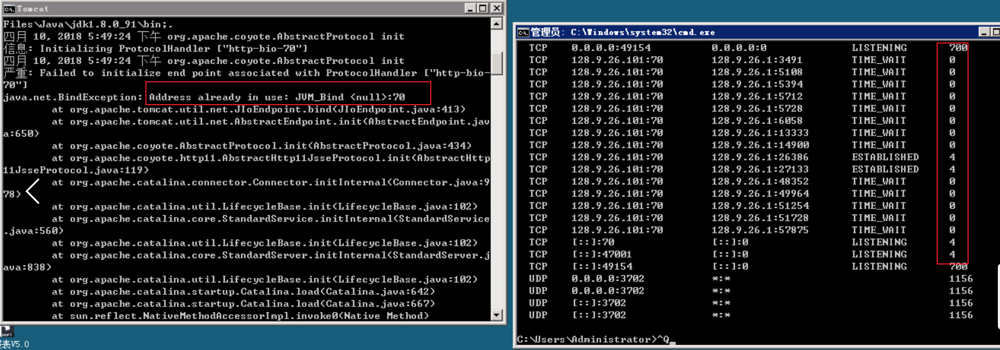 Tomcat
Files\Java\jdk1.8.0_91\bin;.
四月 10, 2018 5:49:24 下午 org.apache.coyote.AbstractProtocol init
信息: Initializing ProtocolHandler ["http-bio-70"]
四月 10, 2018 5:49:24 下午 org.apache.coyote.AbstractProtocol init
严重: Failed to initialize end point associated with ProtocolHandler ["http-bio-
70"]
java.net.BindException: Address already in use: JVM_Bind <null>:70
at org.apache.tomcat.util.net.JIoEndpoint.bind(JIoEndpoint.java:413)
at org.apache.tomcat.util.net.AbstractEndpoint.init(AbstractEndpoint.jav
a:650)
at org.apache.coyote.AbstractProtocol.init(AbstractProtocol.java:434)
at org.apache.coyote.http11.AbstractHttp11JsseProtocol.init(AbstractHttp
11JsseProtocol.java:119)
at org.apache.catalina.connector.Connector.initInternal(Connector.java:9
78)
at org.apache.catalina.util.LifecycleBase.init(LifecycleBase.java:102)
at org.apache.catalina.core.StandardService.initInternal(StandardService
.java:560)
at org.apache.catalina.util.LifecycleBase.init(LifecycleBase.java:102)
at org.apache.catalina.core.StandardServer.initInternal(StandardServer.j
ava:838)
at org.apache.catalina.util.LifecycleBase.init(LifecycleBase.java:102)
at org.apache.catalina.startup.Catalina.load(Catalina.java:642)
at org.apache.catalina.startup.Catalina.load(Catalina.java:667)
at sun.reflect.NativeMethodAccessorImpl.invoke0(Native Method)
表V5.0
管理员: C:\Windows\system32\cmd.exe
TCP 0.0.0.0:49154 0.0.0.0:0 LISTENING 700
TCP 128.9.26.101:70 128.9.26.1:3491 TIME_WAIT 0
TCP 128.9.26.101:70 128.9.26.1:5108 TIME_WAIT 0
TCP 128.9.26.101:70 128.9.26.1:5394 TIME_WAIT 0
TCP 128.9.26.101:70 128.9.26.1:5712 TIME_WAIT 0
TCP 128.9.26.101:70 128.9.26.1:5728 TIME_WAIT 0
TCP 128.9.26.101:70 128.9.26.1:6058 TIME_WAIT 0
TCP 128.9.26.101:70 128.9.26.1:13333 TIME_WAIT 0
TCP 128.9.26.101:70 128.9.26.1:14900 TIME_WAIT 0
TCP 128.9.26.101:70 128.9.26.1:26386 ESTABLISHED 4
TCP 128.9.26.101:70 128.9.26.1:27133 ESTABLISHED 4
TCP 128.9.26.101:70 128.9.26.1:48352 TIME_WAIT 0
TCP 128.9.26.101:70 128.9.26.1:49964 TIME_WAIT 0
TCP 128.9.26.101:70 128.9.26.1:51254 TIME_WAIT 0
TCP 128.9.26.101:70 128.9.26.1:51728 TIME_WAIT 0
TCP 128.9.26.101:70 128.9.26.1:57875 TIME_WAIT 0
TCP [::]:70 [::]:0 LISTENING 4
TCP [::]:47001 [::]:0 LISTENING 4
TCP [::]:49154 [::]:0 LISTENING 700
UDP 0.0.0.0:3702 *:* 1156
UDP 0.0.0.0:3702 *:* 1156
UDP [::]:3702 *:* 1156
UDP [::]:3702 *:* 1156
C:\Users\Administrator>^Q_